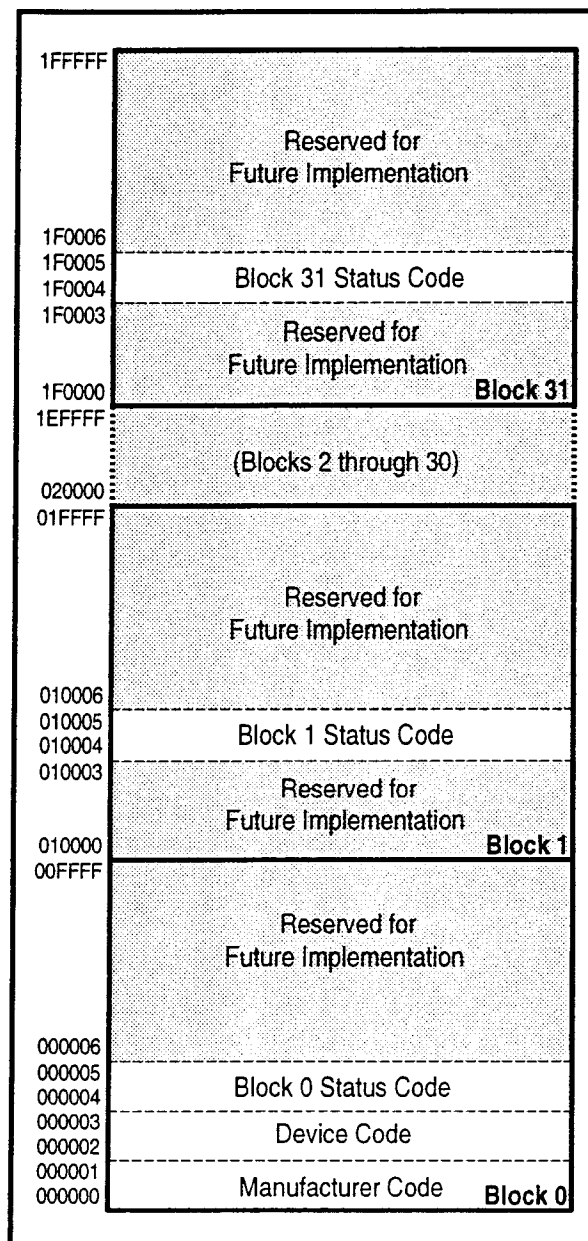 1FFFFF
Reserved for
Future Implementation
1F0006
1F0005
Block 31 Status Code
1F0004
1F0003
Reserved for
Future Implementation
1F0000
Block 31
1EFFFF
(Blocks 2 through 30)
020000
01FFFF
Reserved for
Future Implementation
010006
010005
Block 1 Status Code
010004
010003
Reserved for
Future Implementation
010000
Block 1
00FFFF
Reserved for
Future Implementation
000006
000005
Block 0 Status Code
000004
000003
Device Code
000002
000001
Manufacturer Code
000000
Block 0